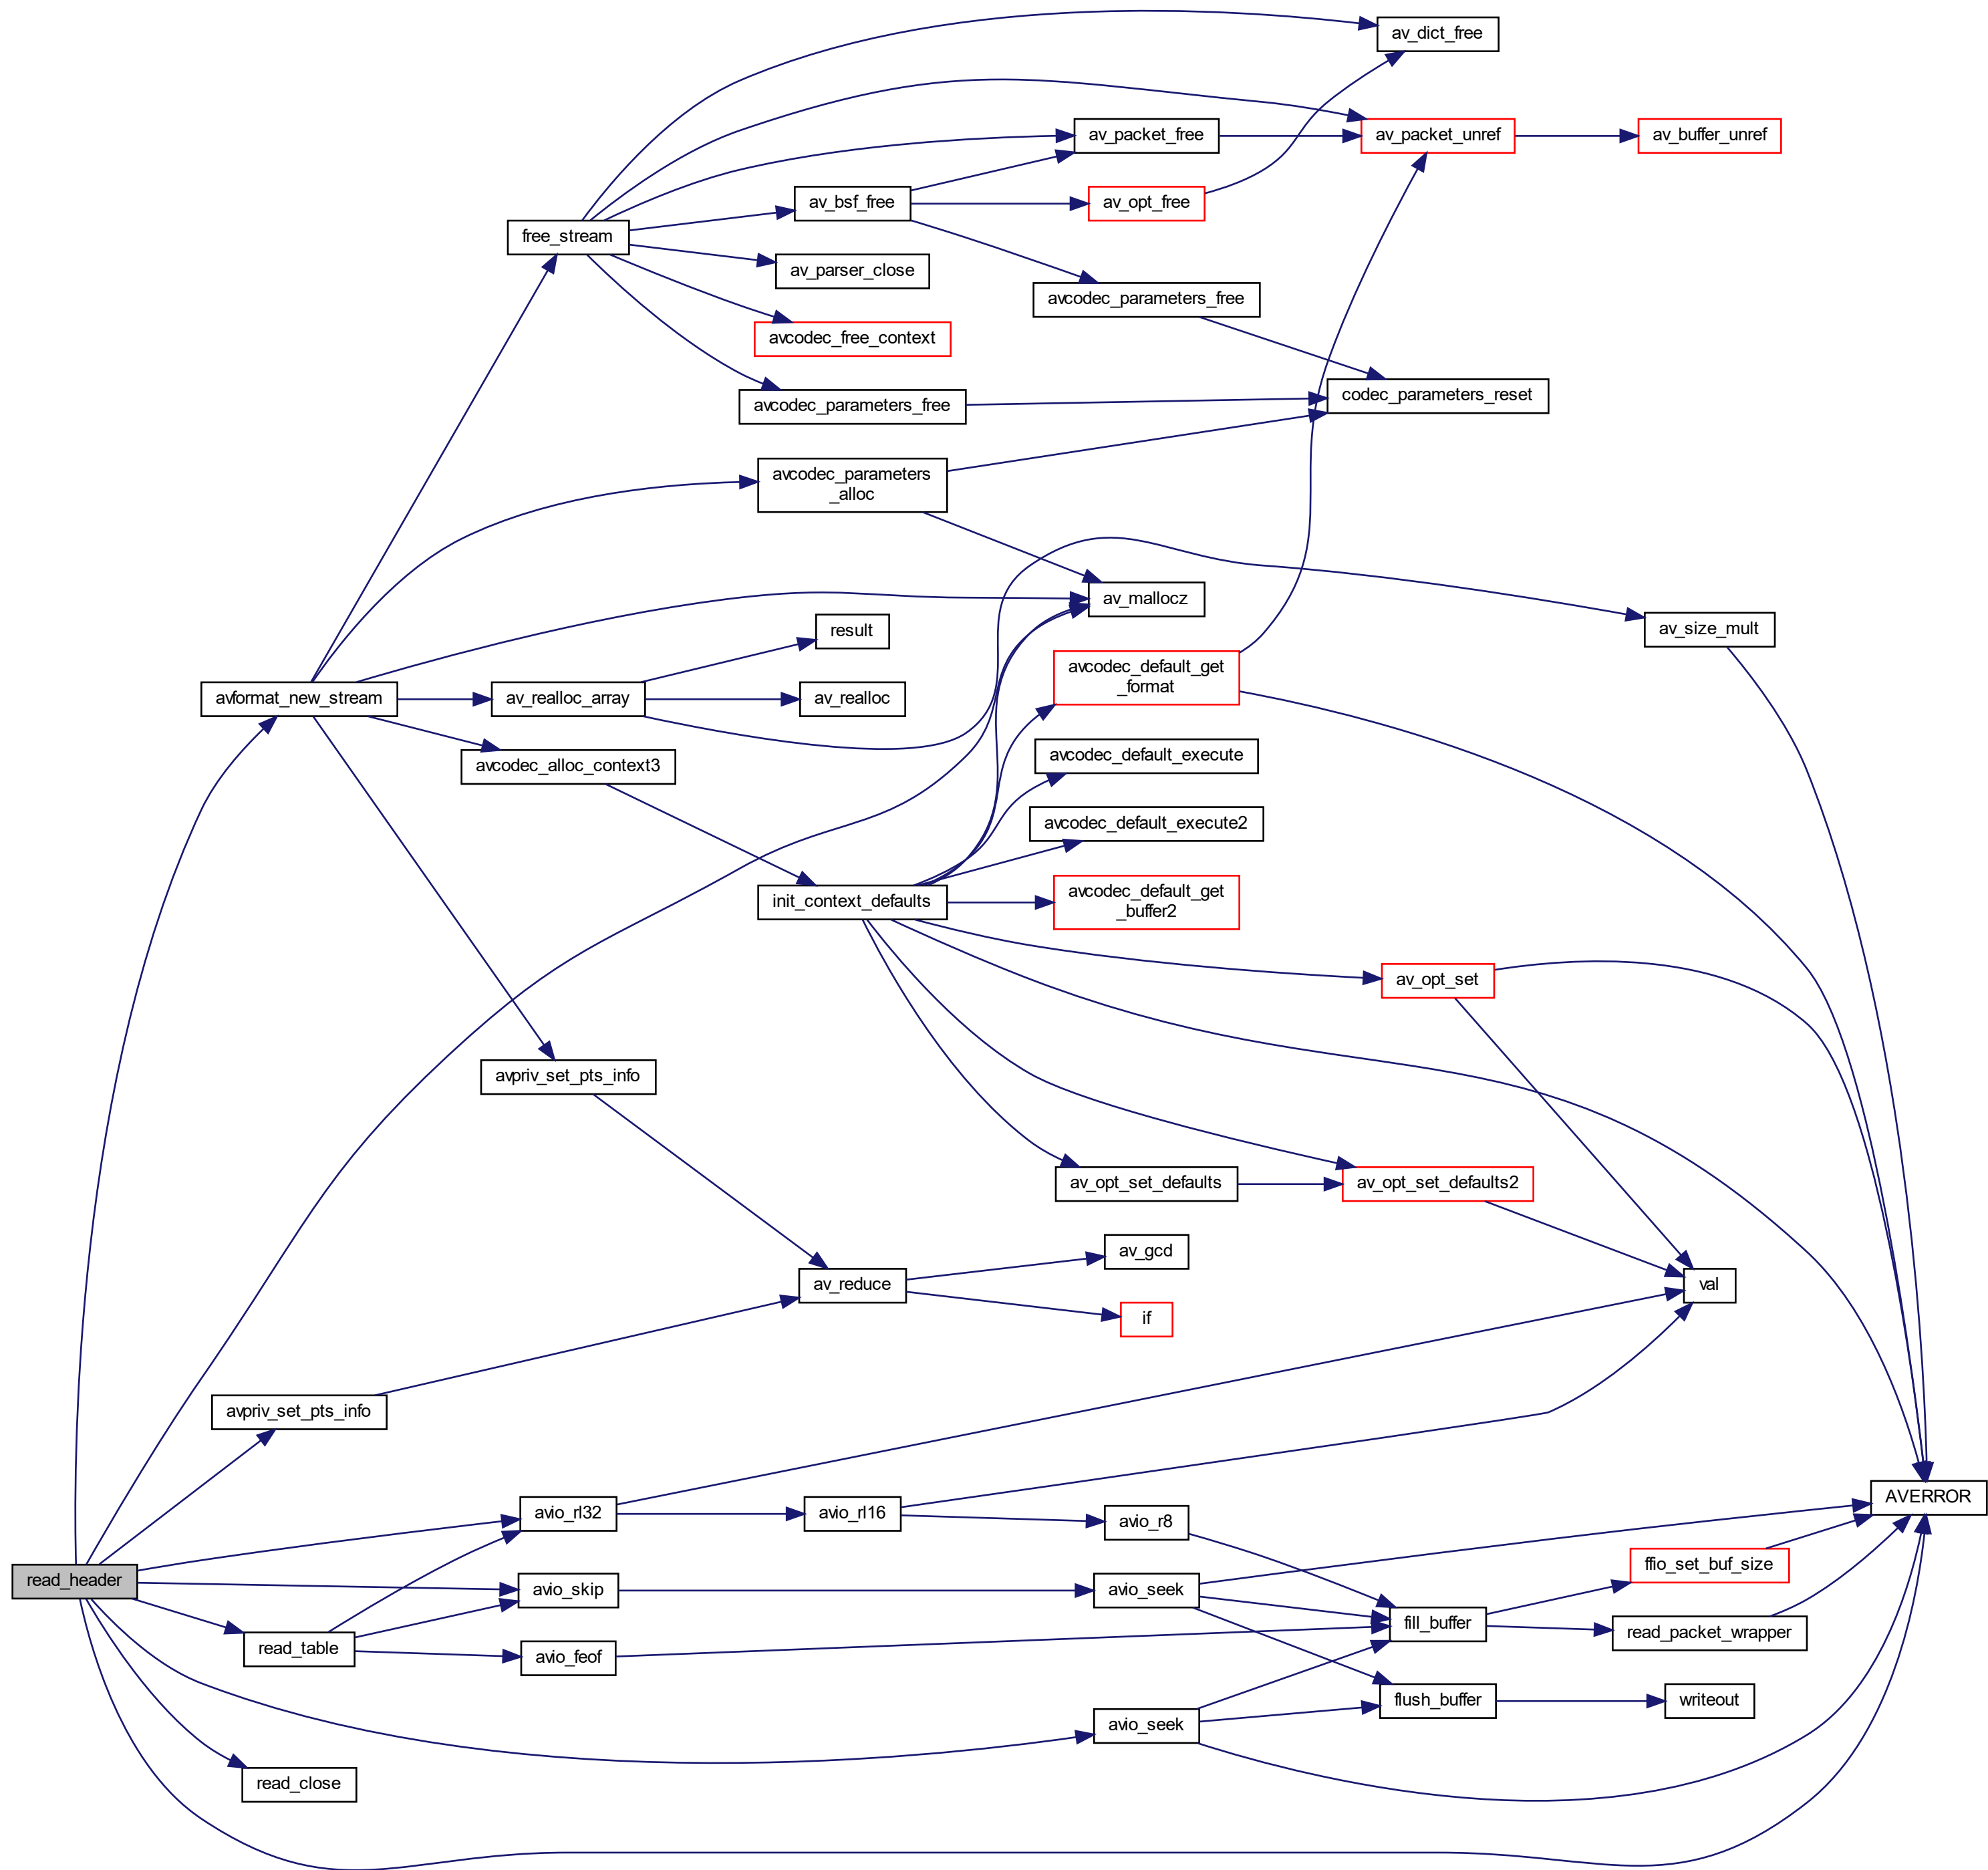 av_dict_free
av_packet_free
av_packet_unref
av_buffer_unref
av_bsf_free
av_opt_free
free_stream
av_parser_close
avcodec_parameters_free
avcodec_free_context
avcodec_parameters_free
codec_parameters_reset
avcodec_parameters
_alloc
av_mallocz
result
av_size_mult
avformat_new_stream
av_realloc_array
av_realloc
avcodec_default_get
_format
avcodec_alloc_context3
avcodec_default_execute
avcodec_default_execute2
init_context_defaults
avcodec_default_get
_buffer2
av_opt_set
avpriv_set_pts_info
av_opt_set_defaults
av_opt_set_defaults2
av_gcd
av_reduce
val
if
avpriv_set_pts_info
avio_rl32
avio_rl16
avio_r8
AVERROR
read_header
avio_skip
avio_seek
ffio_set_buf_size
fill_buffer
read_packet_wrapper
read_table
avio_feof
flush_buffer
writeout
avio_seek
read_close